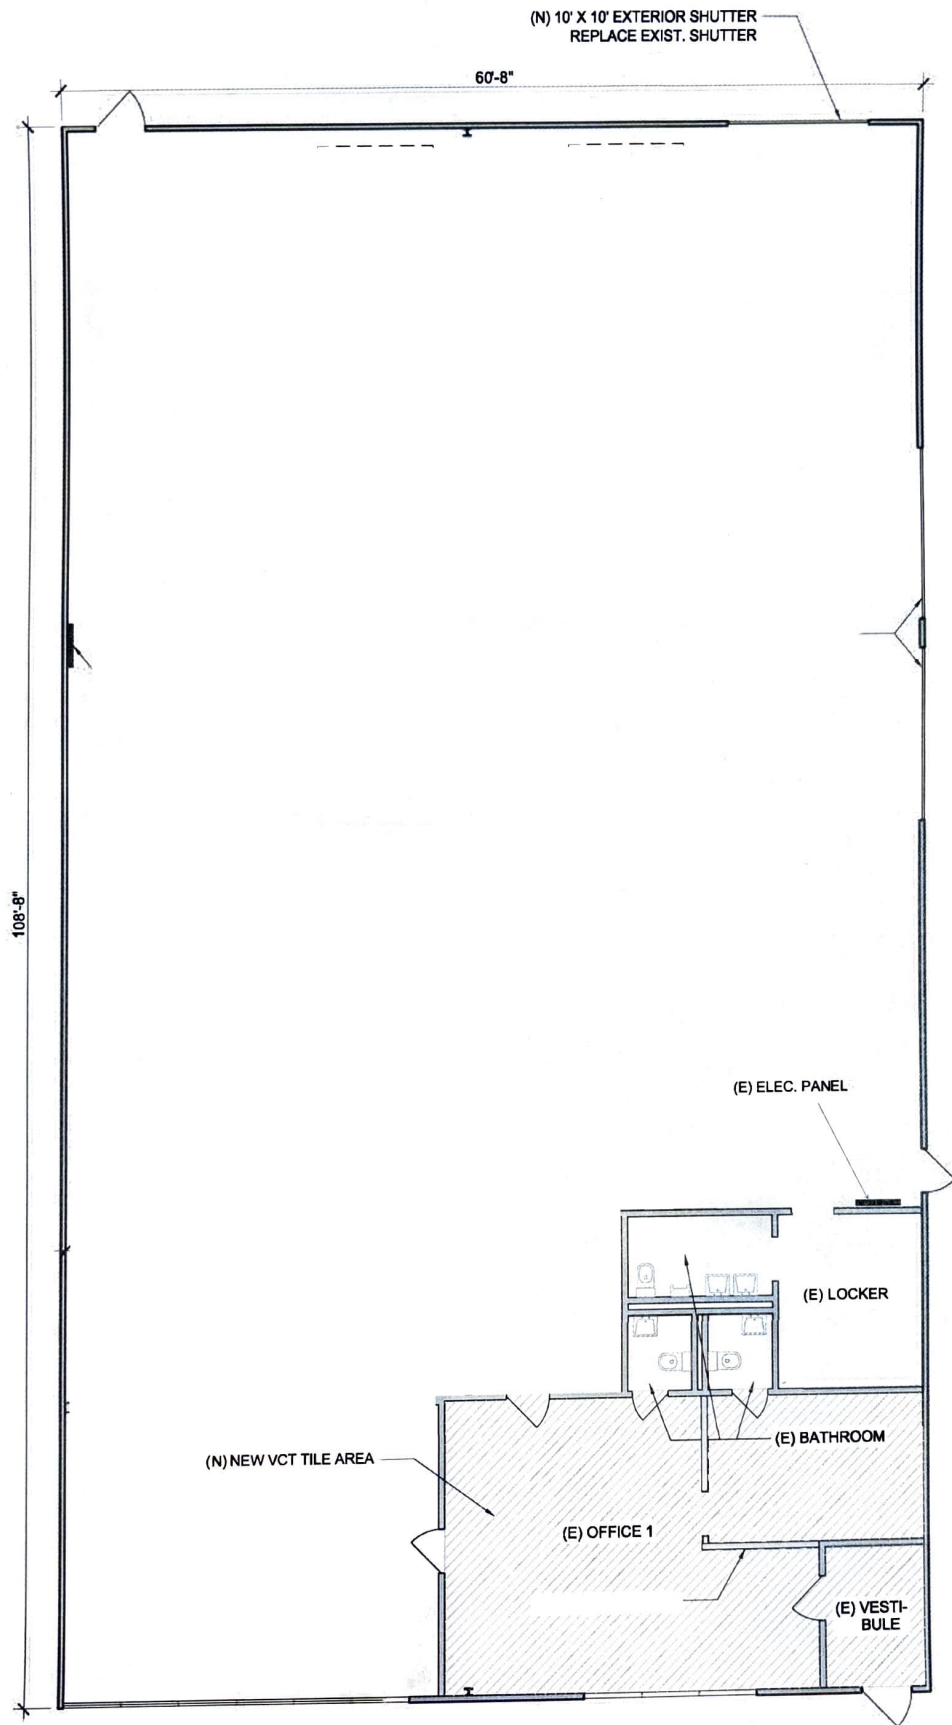 (N) 10' X 10' EXTERIOR SHUTTER
REPLACE EXIST. SHUTTER
60'-8"
108'-8"
(E) ELEC. PANEL
(E) LOCKER
(E) BATHROOM
(N) NEW VCT TILE AREA
(E) OFFICE 1
(E) VESTI-
BULE